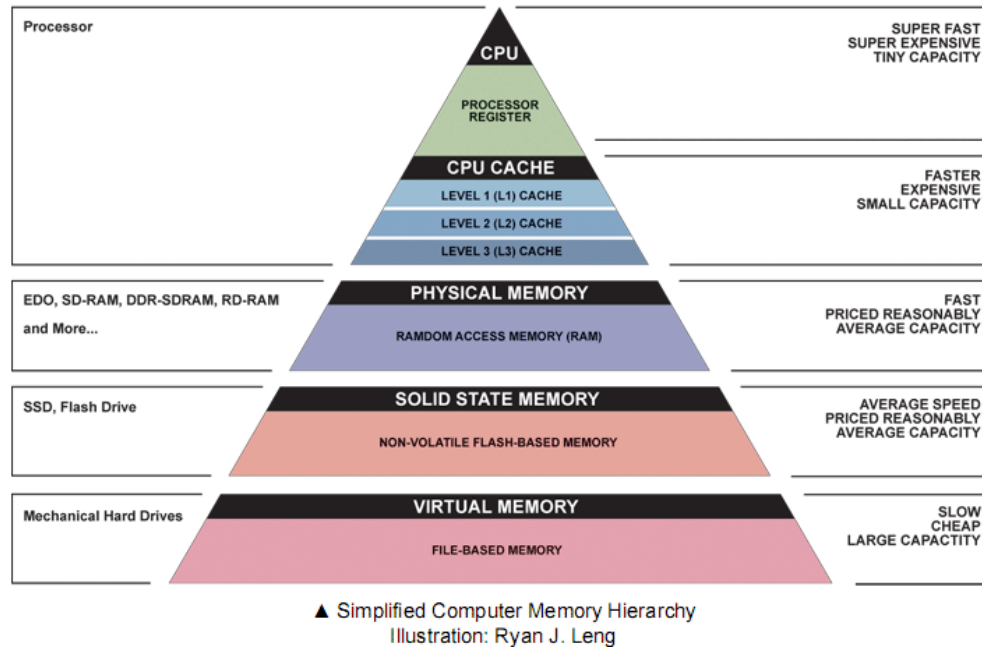 Processor
CPU
SUPER FAST
SUPER EXPENSIVE
TINY CAPACITY
PROCESSOR
REGISTER
CPU CACHE
LEVEL 1 (L1) CACHE
LEVEL 2 (L2) CACHE
LEVEL 3 (L3) CACHE
FASTER
EXPENSIVE
SMALL CAPACITY
EDO, SD-RAM, DDR-SDRAM, RD-RAM
and More...
PHYSICAL MEMORY
RAMDOM ACCESS MEMORY (RAM)
FAST
PRICED REASONABLY
AVERAGE CAPACITY
SSD, Flash Drive
SOLID STATE MEMORY
NON-VOLATILE FLASH-BASED MEMORY
AVERAGE SPEED
PRICED REASONABLY
AVERAGE CAPACITY
Mechanical Hard Drives
VIRTUAL MEMORY
FILE-BASED MEMORY
SLOW
CHEAP
LARGE CAPACTITY
▲ Simplified Computer Memory Hierarchy
Illustration: Ryan J. Leng